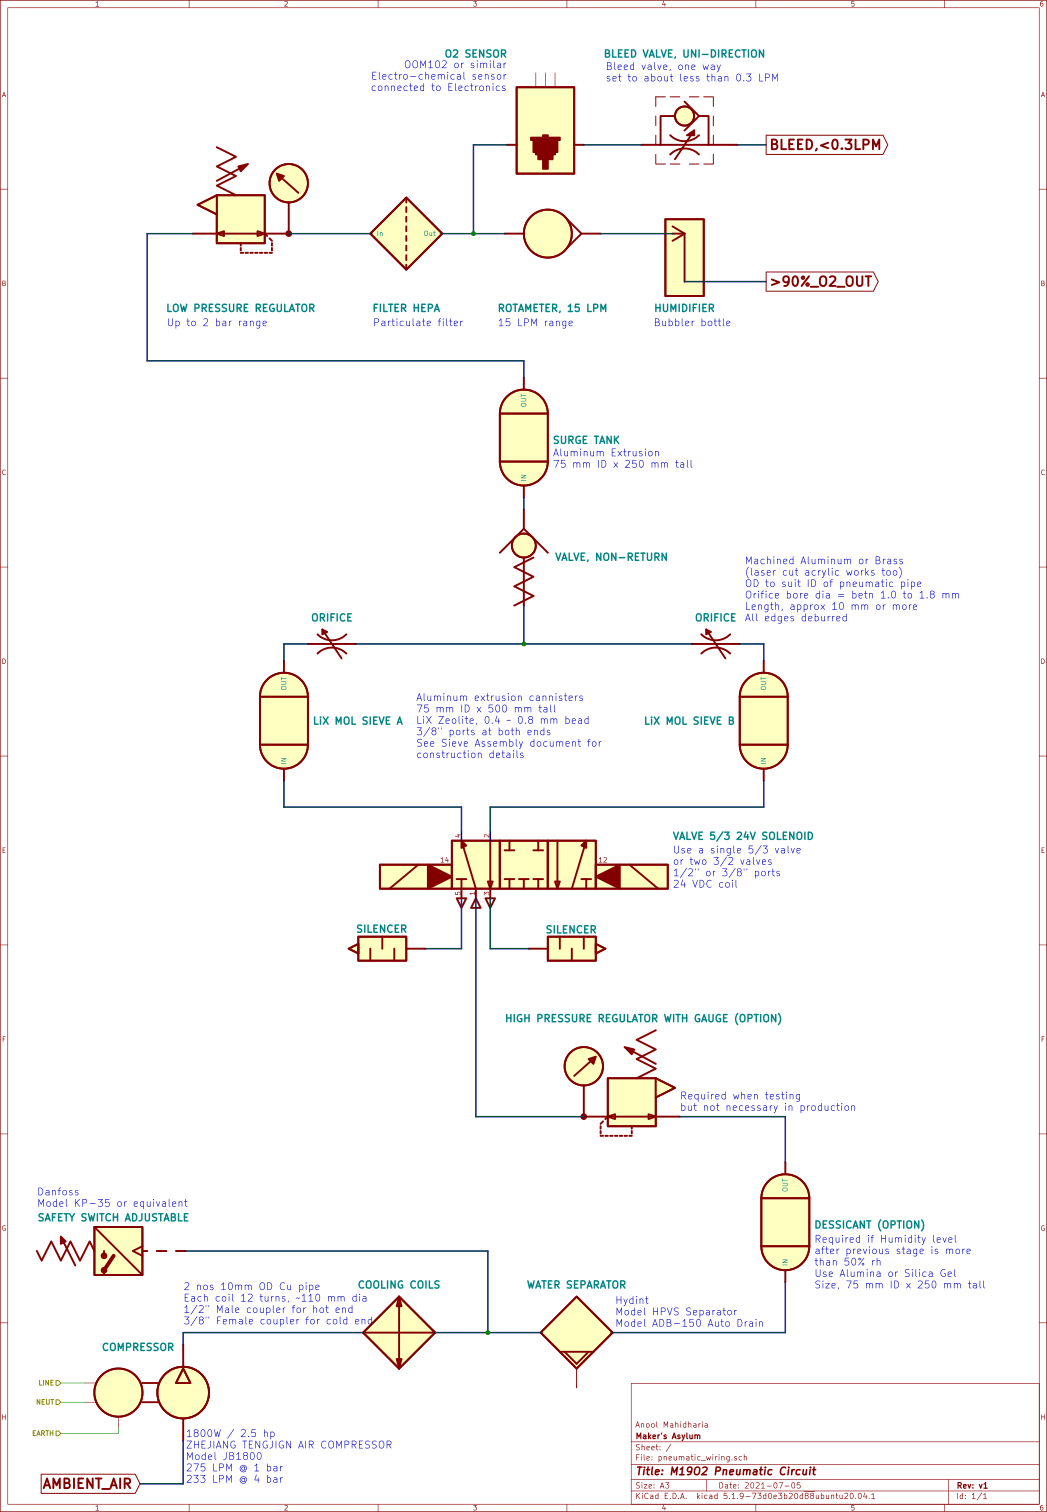 1 2 3 4 5 6
A A
O2 SENSOR
OOM102 or similar
Electro-chemical sensor
connected to Electronics
BLEED VALVE, UNI-DIRECTION
Bleed valve, one way
set to about less than 0.3 LPM
BLEED,<0.3LPM
B B
In Out
>90%_O2_OUT
LOW PRESSURE REGULATOR
Up to 2 bar range
FILTER HEPA
Particulate filter
ROTAMETER, 15 LPM
15 LPM range
HUMIDIFIER
Bubbler bottle
C C
OUT
IN
SURGE TANK
Aluminum Extrusion
75 mm ID x 250 mm tall
VALVE, NON-RETURN
Machined Aluminum or Brass
(laser cut acrylic works too)
OD to suit ID of pneumatic pipe
Orifice bore dia = betn 1.0 to 1.8 mm
Length, approx 10 mm or more
All edges deburred
ORIFICE
ORIFICE
D D
OUT
IN
LiX MOL SIEVE A
Aluminum extrusion cannisters
75 mm ID x 500 mm tall
LiX Zeolite, 0.4 - 0.8 mm bead
3/8" ports at both ends
See Sieve Assembly document for
construction details
LiX MOL SIEVE B
OUT
IN
E E
VALVE 5/3 24V SOLENOID
Use a single 5/3 valve
or two 3/2 valves
1/2" or 3/8" ports
24 VDC coil
4 2
14 12
5 1 3
SILENCER
SILENCER
F F
HIGH PRESSURE REGULATOR WITH GAUGE (OPTION)
Required when testing
but not necessary in production
G G
OUT
IN
DESSICANT (OPTION)
Required if Humidity level
after previous stage is more
than 50% rh
Use Alumina or Silica Gel
Size, 75 mm ID x 250 mm tall
Danfoss
Model KP-35 or equivalent
SAFETY SWITCH ADJUSTABLE
2 nos 10mm OD Cu pipe
Each coil 12 turns, ~110 mm dia
1/2" Male coupler for hot end
3/8" Female coupler for cold end
COOLING COILS
WATER SEPARATOR
Hydint
Model HPVS Separator
Model ADB-150 Auto Drain
COMPRESSOR
LINE
NEUT
EARTH
H H
1800W / 2.5 hp
ZHEJIANG TENGJIGN AIR COMPRESSOR
Model JB1800
275 LPM @ 1 bar
233 LPM @ 4 bar
AMBIENT_AIR
Anool Mahidharia
Maker's Asylum
Sheet: /
File: pneumatic_wiring.sch
Title: M1902 Pneumatic Circuit
Size: A3 Date: 2021-07-05 Rev: v1
KiCad E.D.A. kicad 5.1.9-73d0e3b20d88ubuntu20.04.1 Id: 1/1
1 2 3 4 5 6